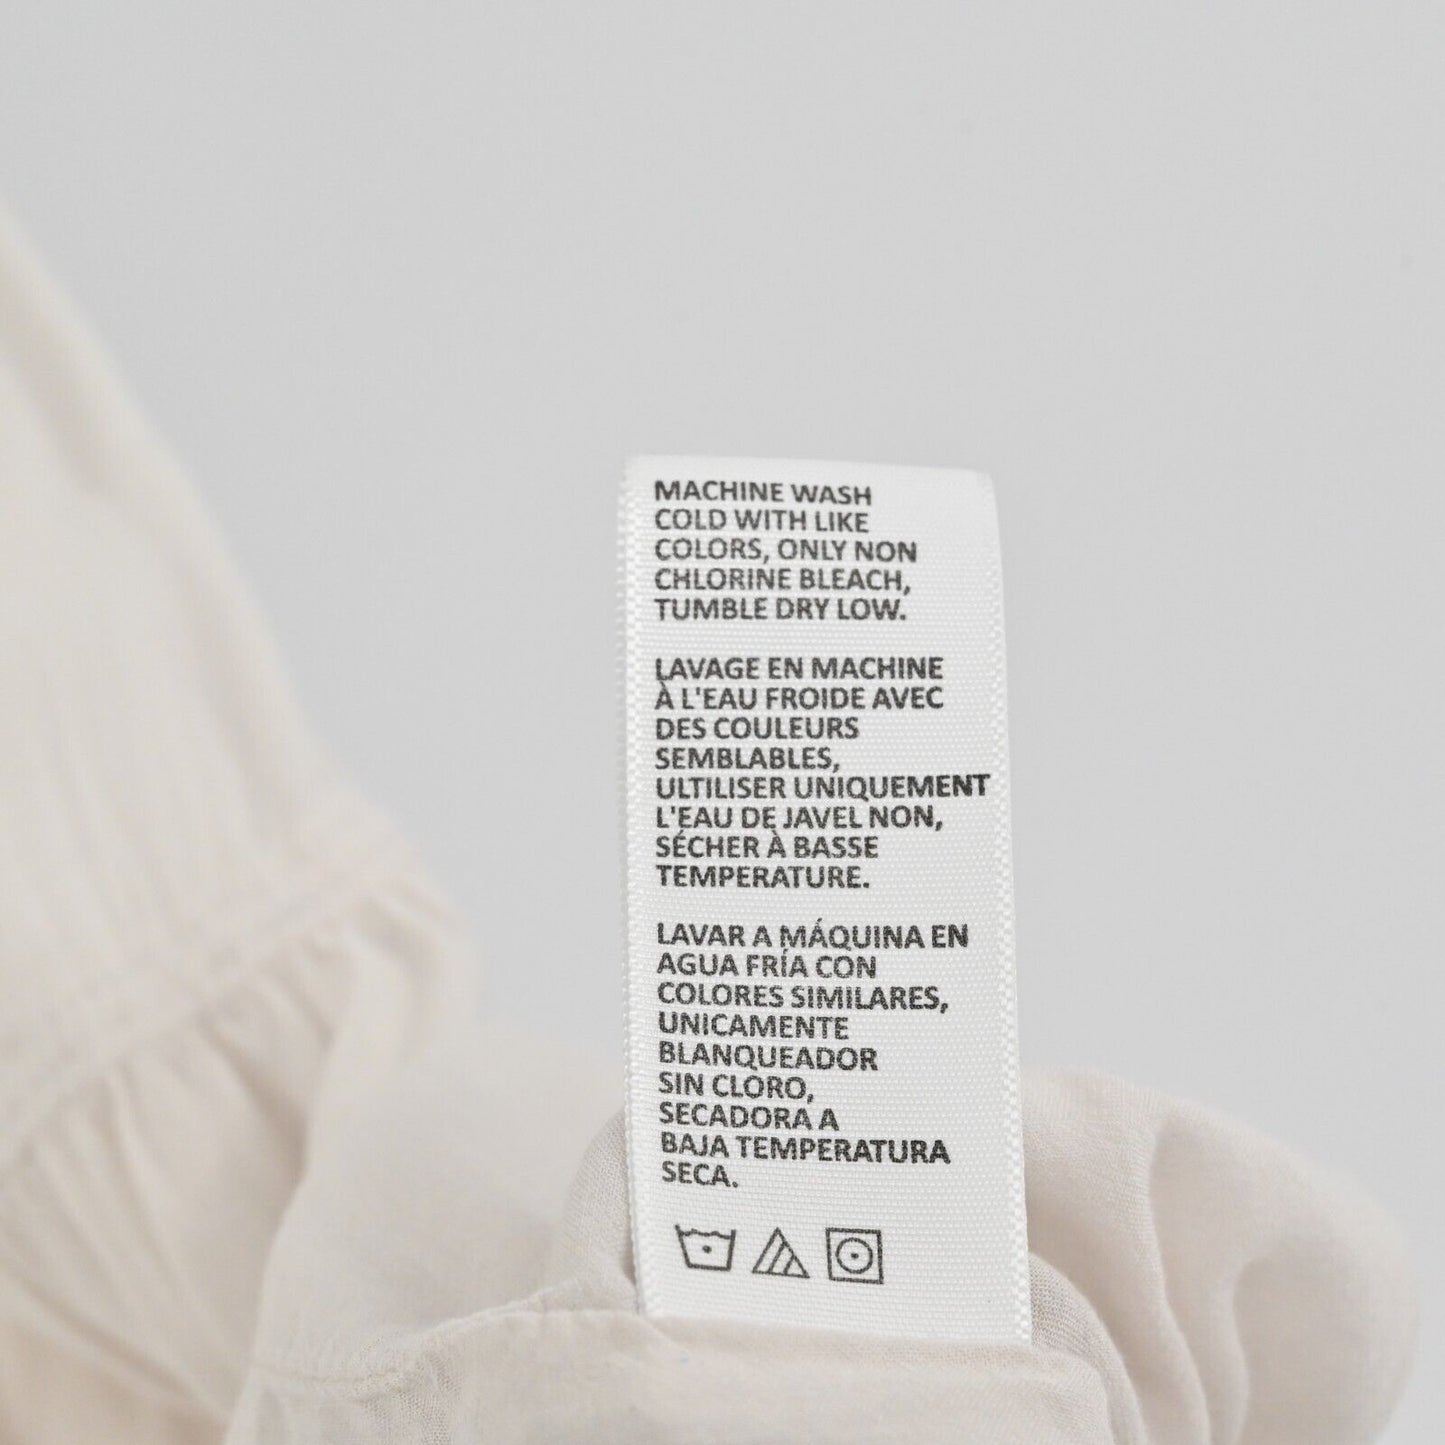 MACHINE WASH
COLD WITH LIKE
COLORS, ONLY NON
CHLORINE BLEACH,
TUMBLE DRY LOW.
LAVAGE EN MACHINE
À L'EAU FROIDE AVEC
DES COULEURS
SEMBLABLES,
ULTILISER UNIQUEMENT
L'EAU DE JAVEL NON,
SÉCHER À BASSE
TEMPERATURE.
LAVAR A MÁQUINA EN
AGUA FRÍA CON
COLORES SIMILARES,
UNICAMENTE
BLANQUEADOR
SIN CLORO,
SECADORA A
BAJA TEMPERATURA
SECA.